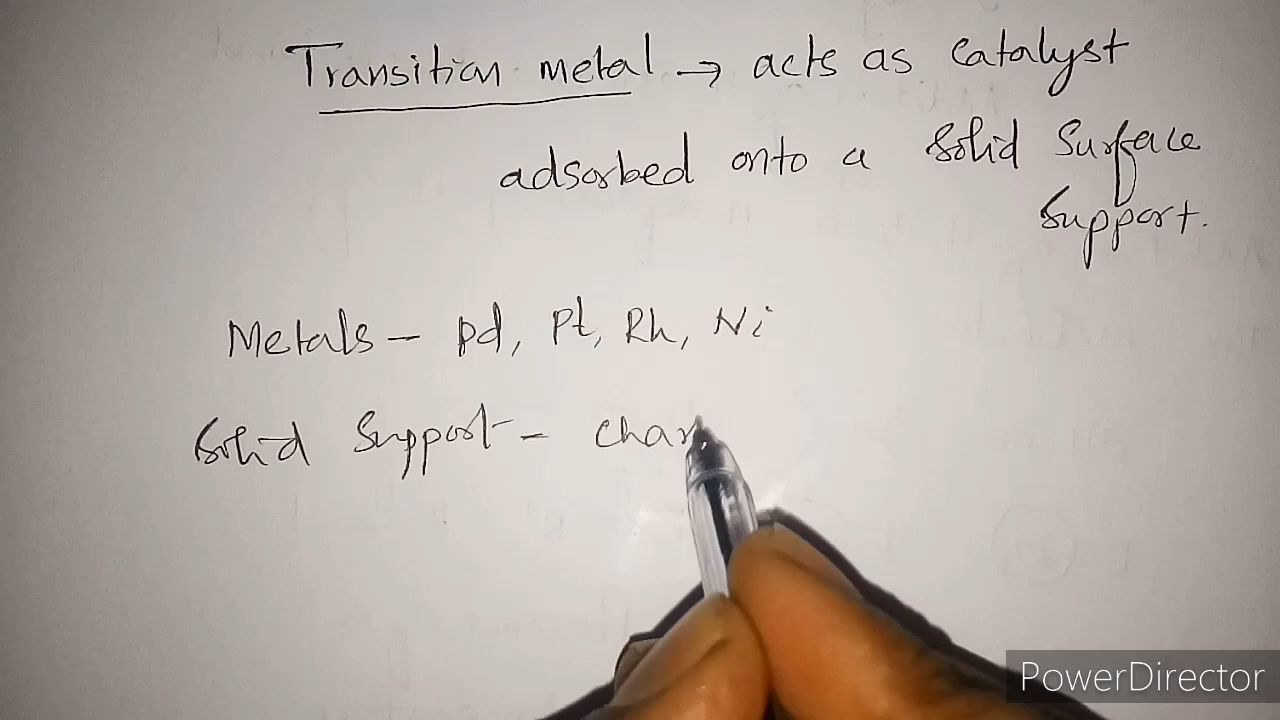 Transition metal → acts as catalyst
adsorbed onto a solid surface
support.
Metals - Pd, Pt, Rh, Ni
Solid support - char
PowerDirector